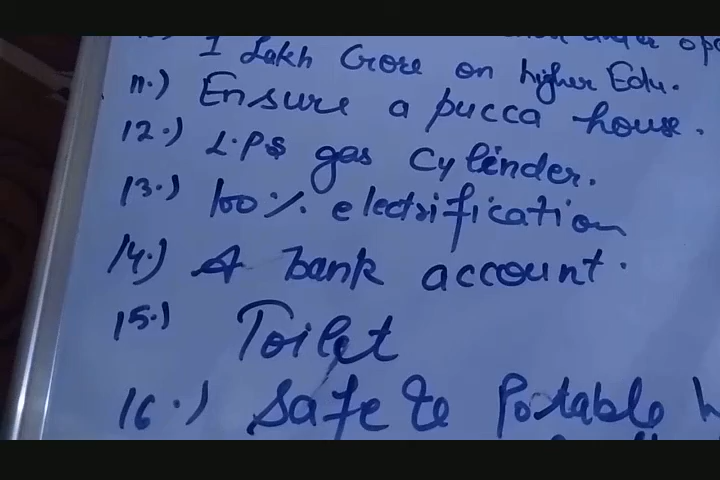 1 Lakh Crore on higher Edu.
11.) Ensure a pucca house.
12.) L.P.S gas cylinder.
13.) 100% electrification
14.) A bank account.
15.) Toilet
16.) Safe & Portable